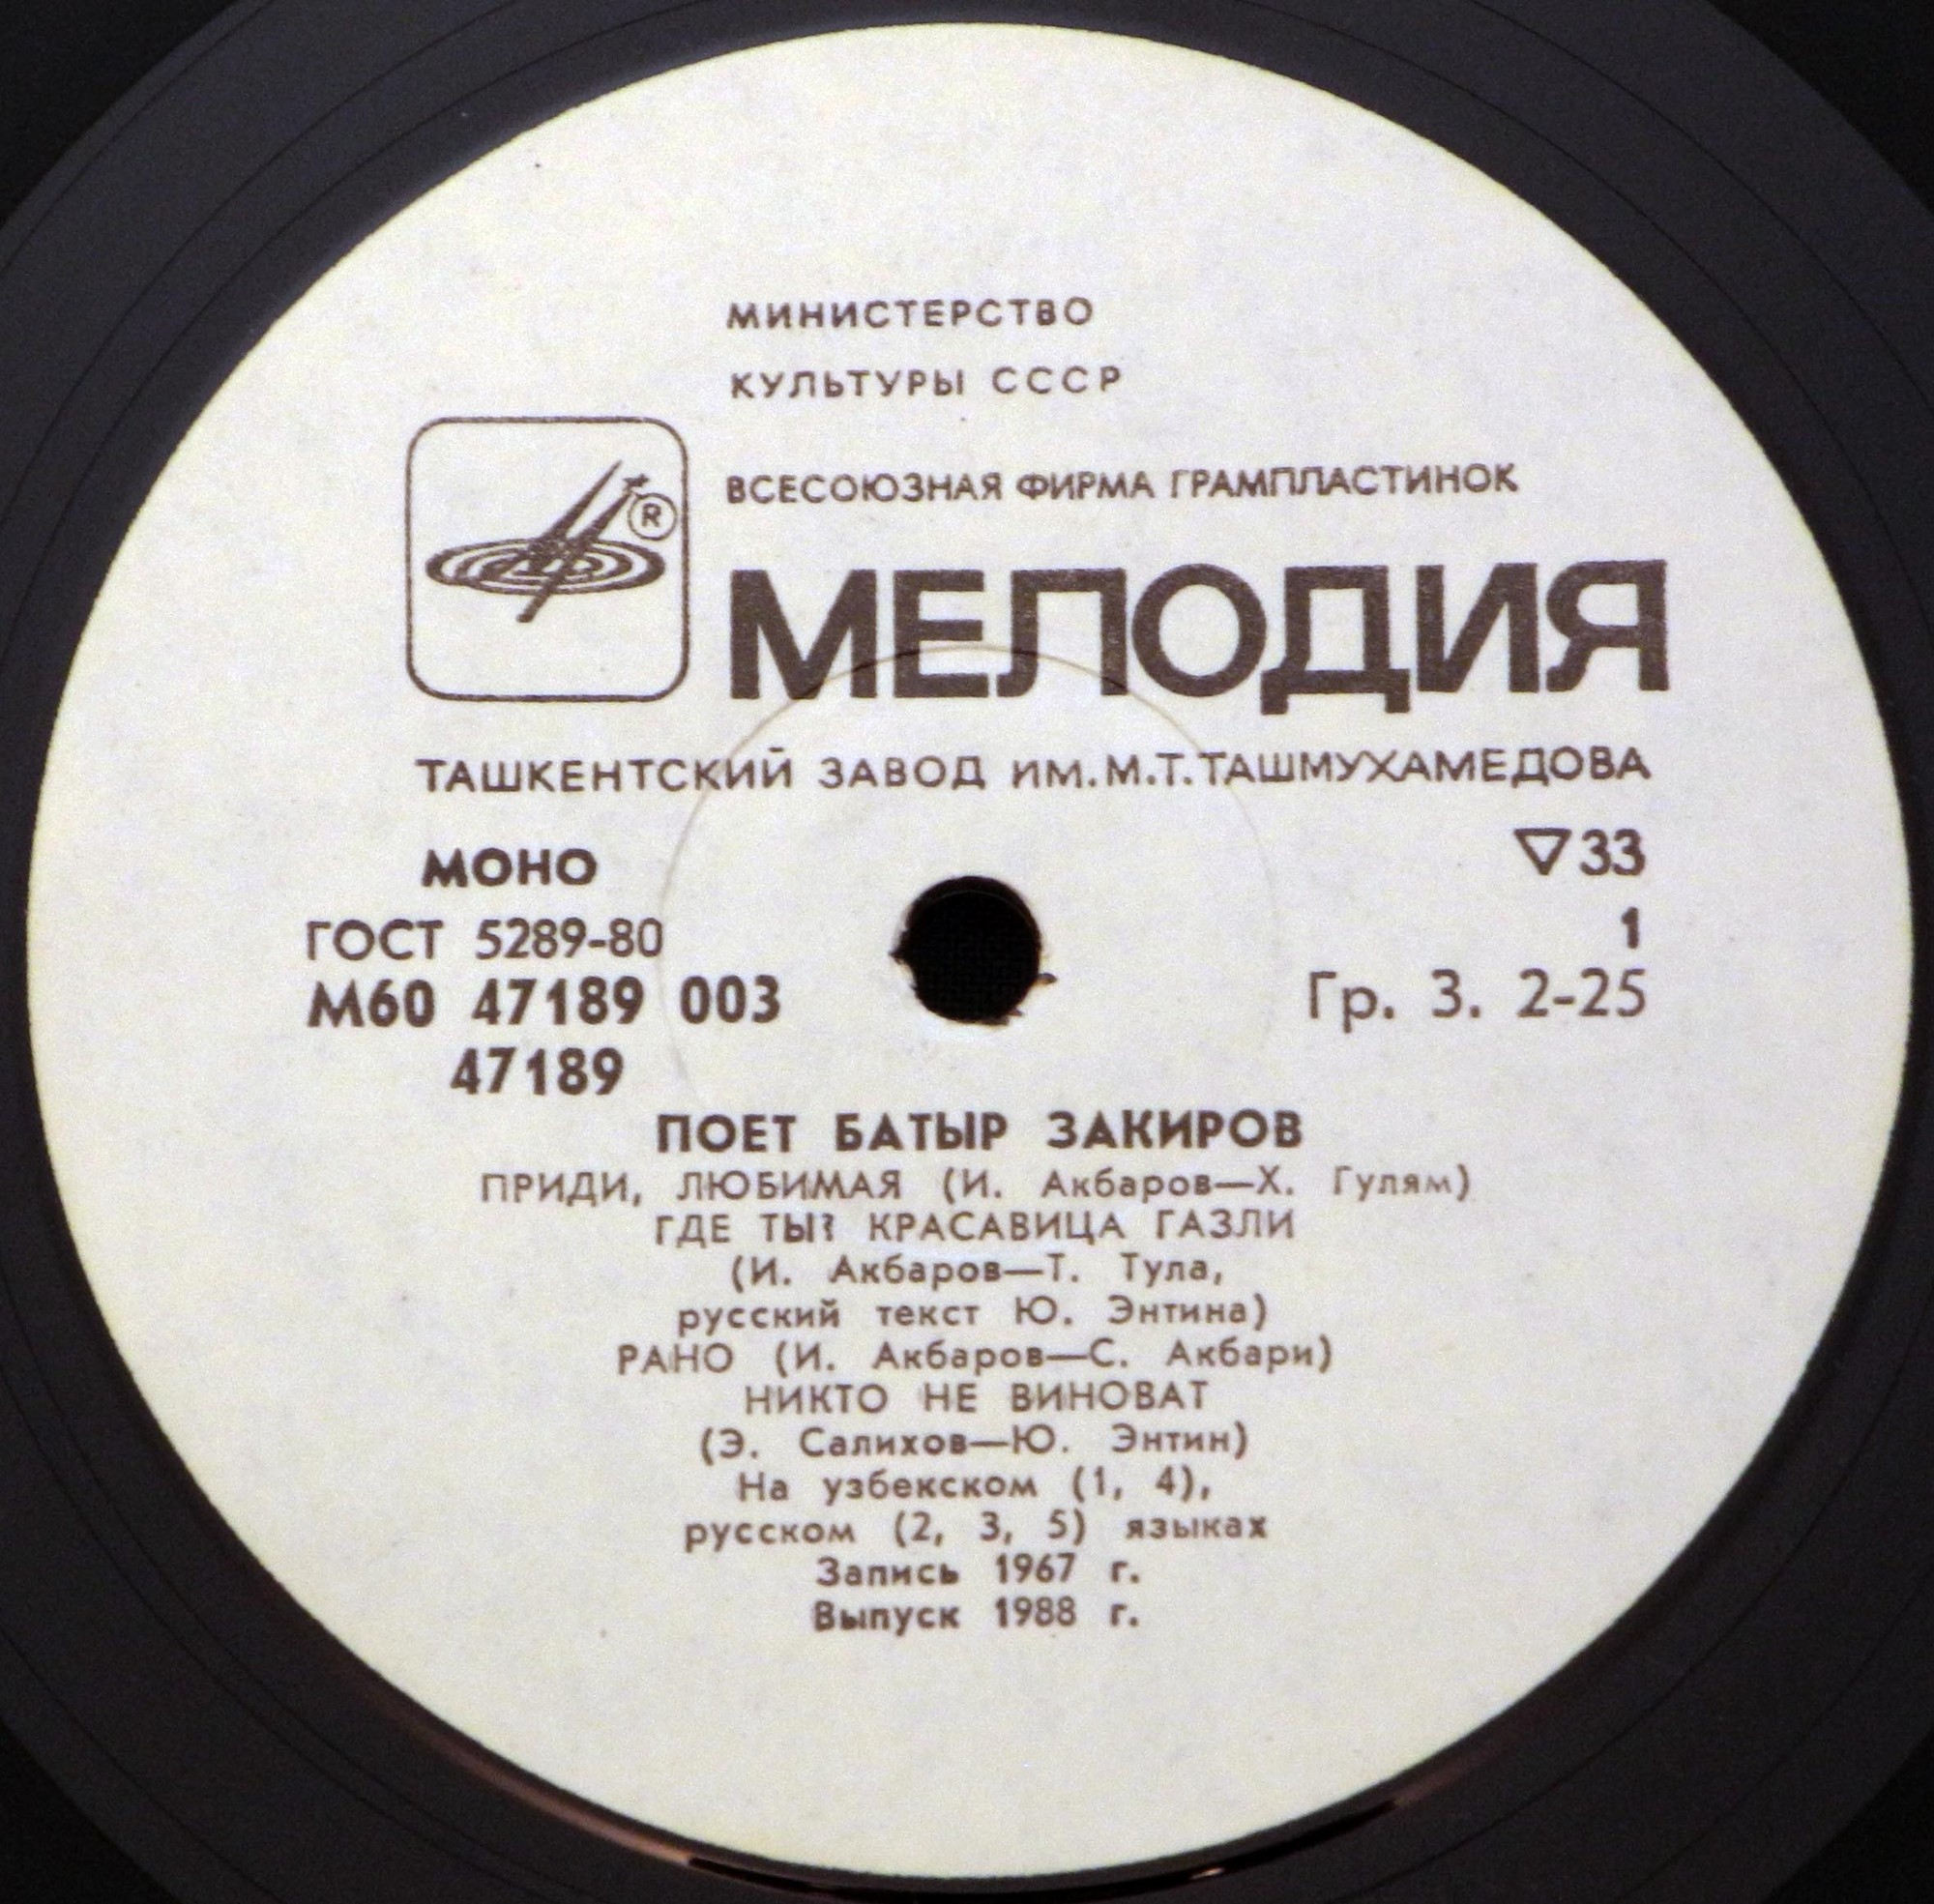 МИНИСТЕРСТВО
КУЛЬТУРЫ СССР
ВСЕСОЮЗНАЯ ФИРМА ГРАМПЛАСТИНОК
®
МЕЛОДИЯ
ТАШКЕНТСКИЙ ЗАВОД ИМ.М.Т.ТАШМУХАМЕДОВА
МОНО
▽33
ГОСТ 5289-80
1
М60 47189 003
Гр. 3. 2-25
47189
ПОЕТ БАТЫР ЗАКИРОВ
ПРИДИ, ЛЮБИМАЯ (И. Акбаров—Х. Гулям)
ГДЕ ТЫ? КРАСАВИЦА ГАЗЛИ
(И. Акбаров—Т. Тула,
русский текст Ю. Энтина)
РАНО (И. Акбаров—С. Акбари)
НИКТО НЕ ВИНОВАТ
(Э. Салихов—Ю. Энтин)
На узбекском (1, 4),
русском (2, 3, 5) языках
Запись 1967 г.
Выпуск 1988 г.